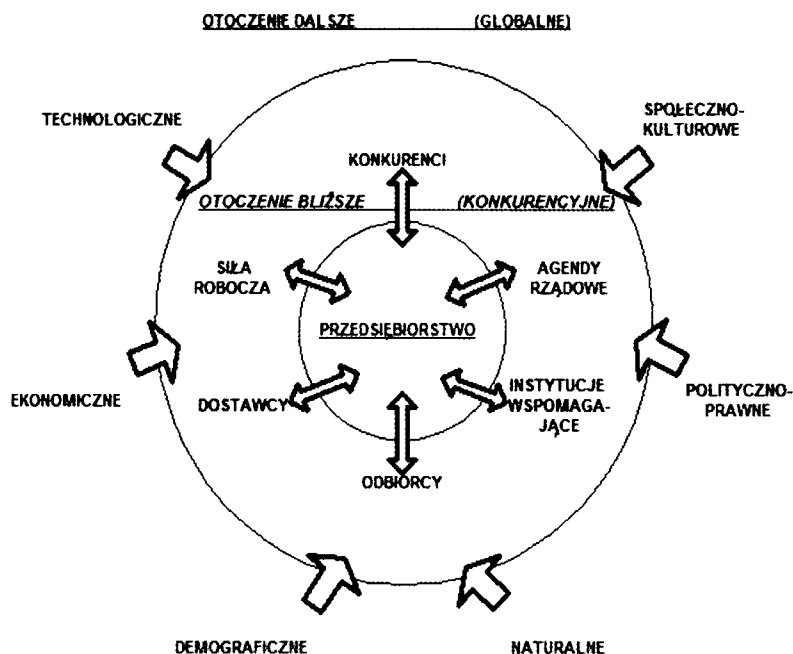 OTOCZENIE DALSZE (GLOBALNE)
TECHNOLOGICZNE
SPOŁECZNO-
KULTUROWE
KONKURENCI
OTOCZENIE BLIŹSZE (KONKURENCYJNE)
SIŁA
ROBOCZA
AGENDY
RZĄDOWE
PRZEDSIĘBIORSTWO
EKONOMICZNE
DOSTAWCY
INSTYTUCJE
WSPOMAGA-
JĄCE
POLITYCZNO-
PRAWNE
ODBIORCY
DEMOGRAFICZNE
NATURALNE